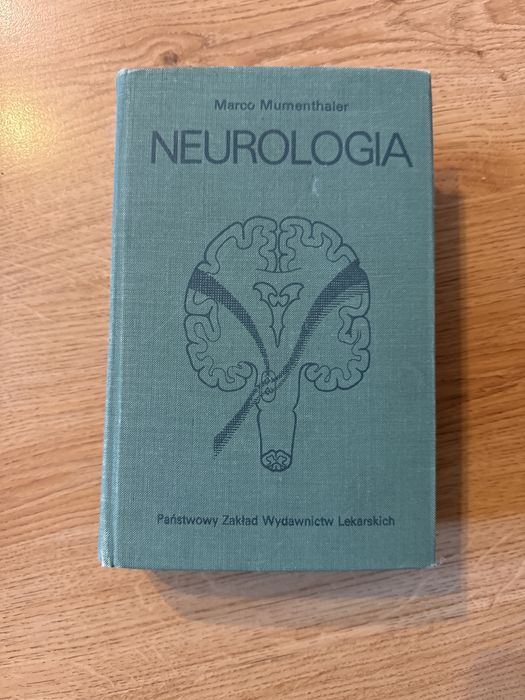 Marco Mumenthaler
NEUROLOGIA
Państwowy Zakład Wydawnictw Lekarskich